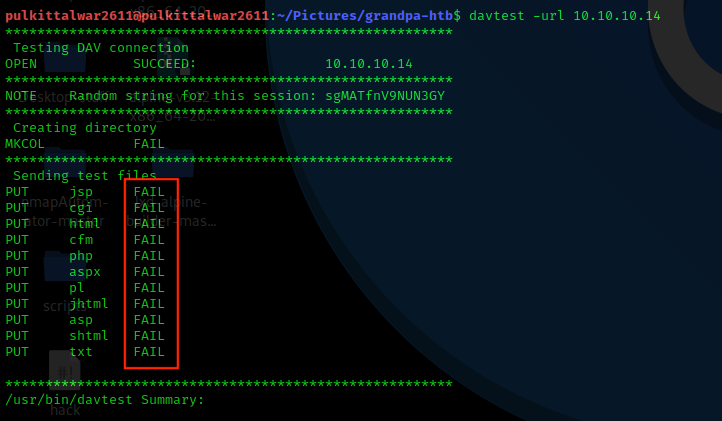 pulkittalwar2611@pulkittalwar2611:~/Pictures/grandpa-htb$ davtest -url 10.10.10.14
********************************************************
 Testing DAV connection
OPEN            SUCCEED:                10.10.10.14
********************************************************
NOTE    Random string for this session: sgMATfnV9NUN3GY
********************************************************
 Creating directory
MKCOL           FAIL
********************************************************
 Sending test files
PUT     jsp     FAIL
PUT     cgi     FAIL
PUT     html    FAIL
PUT     cfm     FAIL
PUT     php     FAIL
PUT     aspx    FAIL
PUT     pl      FAIL
PUT     jhtml   FAIL
PUT     asp     FAIL
PUT     shtml   FAIL
PUT     txt     FAIL
********************************************************
/usr/bin/davtest Summary:
scripts
hack